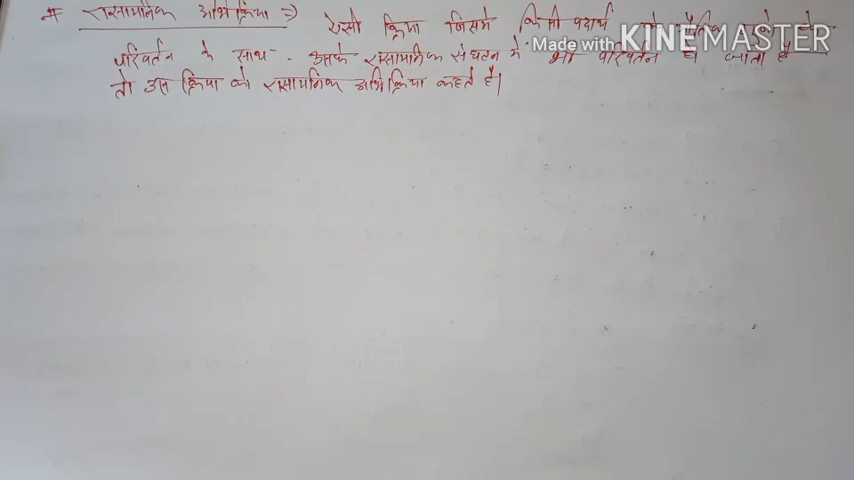 # रासायनिक अभिक्रिया ⇒ ऐसी क्रिया जिसमें किसी पदार्थ
Made with KINEMASTER
परिवर्तन के साथ - उसके रासायनिक संघटन में भी परिवर्तन हो जाता है
तो उस क्रिया को रासायनिक अभिक्रिया कहते है।